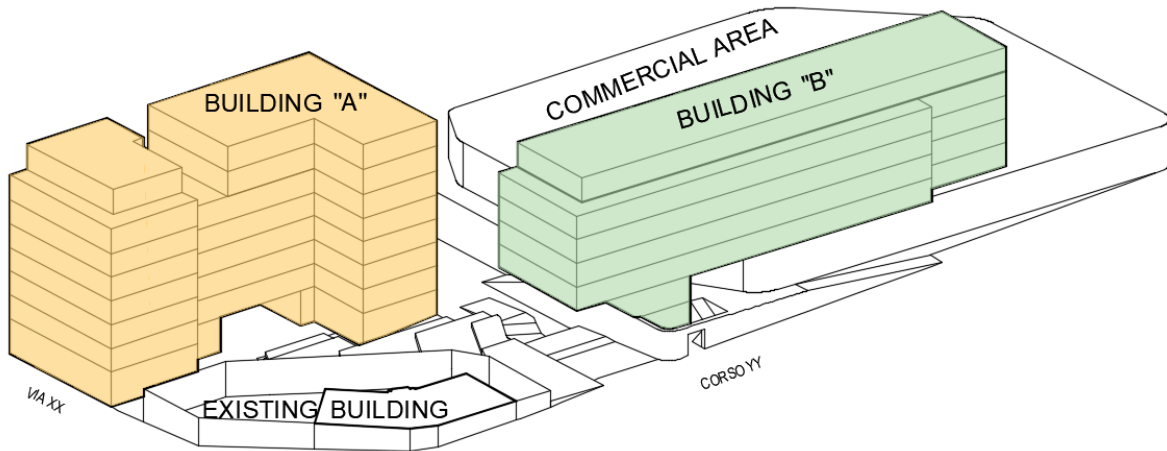 COMMERCIAL AREA
BUILDING "A"
BUILDING "B"
VIA XX
CORSO YY
EXISTING BUILDING